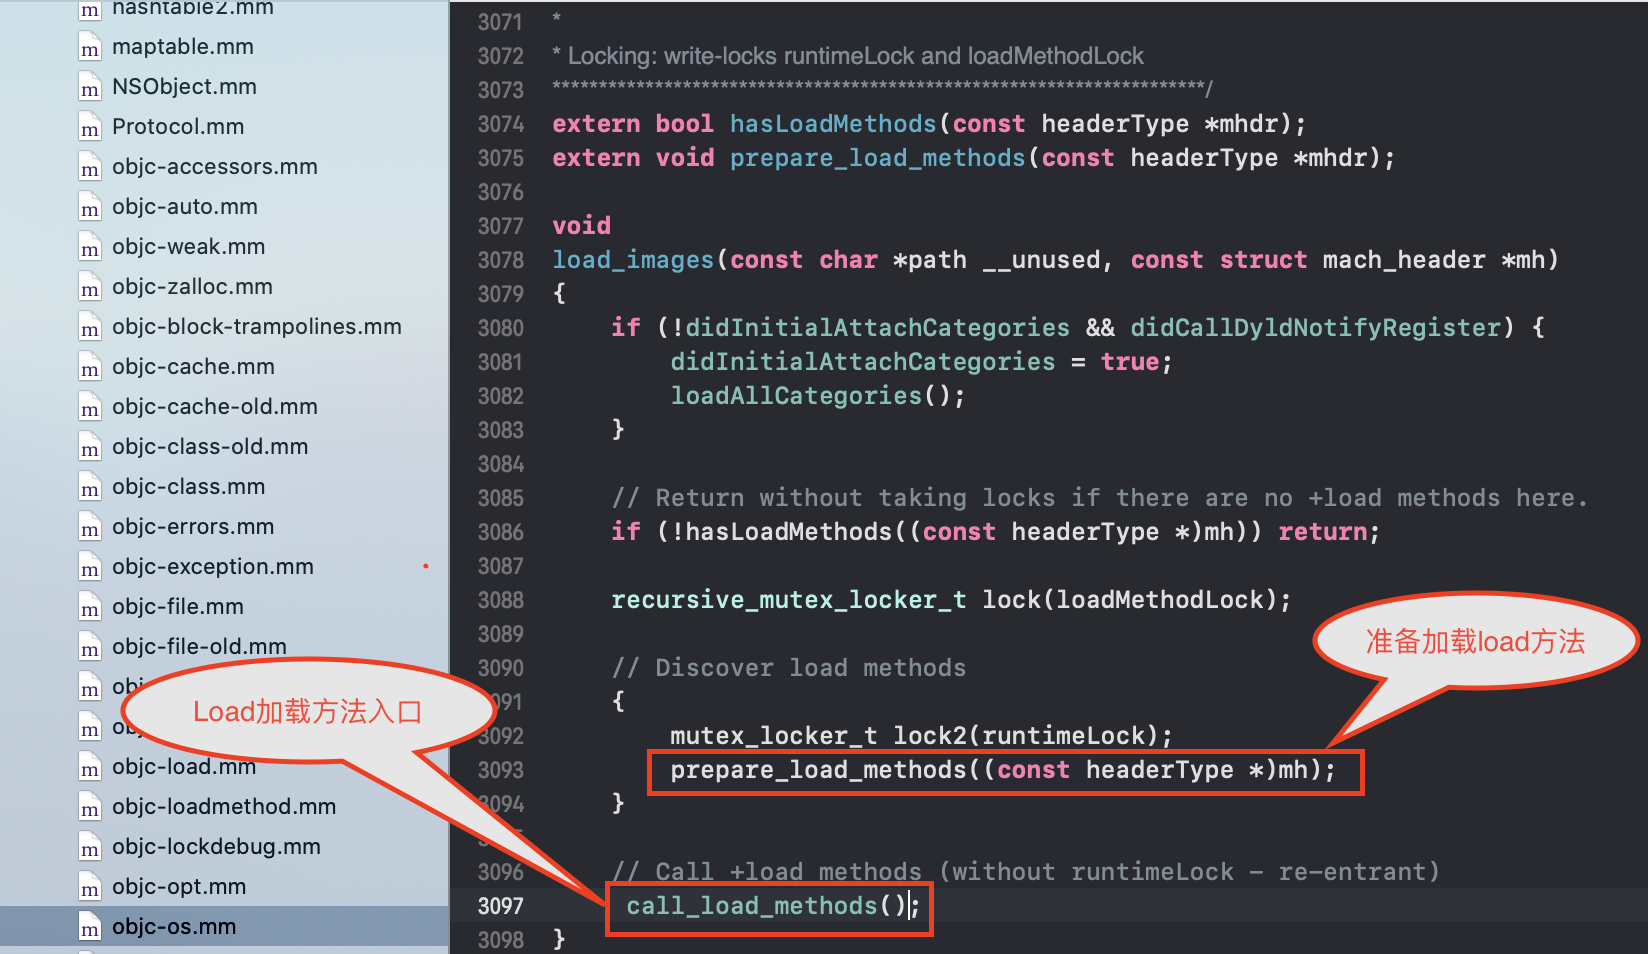 hashtable2.mm
maptable.mm
NSObject.mm
Protocol.mm
objc-accessors.mm
objc-auto.mm
objc-weak.mm
objc-zalloc.mm
objc-block-trampolines.mm
objc-cache.mm
objc-cache-old.mm
objc-class-old.mm
objc-class.mm
objc-errors.mm
objc-exception.mm
objc-file.mm
objc-file-old.mm
Load加载方法入口
objc-load.mm
objc-loadmethod.mm
objc-lockdebug.mm
objc-opt.mm
objc-os.mm
3071 *
3072 * Locking: write-locks runtimeLock and loadMethodLock
3073 **********************************************************************/
3074 extern bool hasLoadMethods(const headerType *mhdr);
3075 extern void prepare_load_methods(const headerType *mhdr);
3076
3077 void
3078 load_images(const char *path __unused, const struct mach_header *mh)
3079 {
3080 if (!didInitialAttachCategories && didCallDyldNotifyRegister) {
3081 didInitialAttachCategories = true;
3082 loadAllCategories();
3083 }
3084
3085 // Return without taking locks if there are no +load methods here.
3086 if (!hasLoadMethods((const headerType *)mh)) return;
3087
3088 recursive_mutex_locker_t lock(loadMethodLock);
3089
准备加载load方法
3090 // Discover load methods
3091 {
3092 mutex_locker_t lock2(runtimeLock);
3093 prepare_load_methods((const headerType *)mh);
3094 }
3096 // Call +load methods (without runtimeLock - re-entrant)
3097 call_load_methods();
3098 }